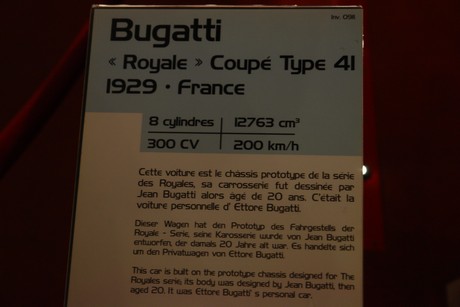 Inv. 0918
Bugatti
« Royale » Coupé Type 41
1929 · France
8 cylindres | 12763 cm³
300 CV | 200 km/h
Cette voiture est le châssis prototype de la série
des Royales, sa carrosserie fut dessinée par
Jean Bugatti alors âgé de 20 ans. C'etait la
voiture personnelle d' Ettore Bugatti.
Dieser Wagen hat den Prototyp des Fahrgestells der
Royale - Serie, seine Karosserie wurde von Jean Bugatti
entworfen, der damals 20 Jahre alt war. Es handelte sich
um den Privatwagen von Ettore Bugatti.
This car is built on the prototype chassis designed for The
Royales série, its body was designed by Jean Bugatti, then
aged 20. It was Ettore Bugatti' s personal car.